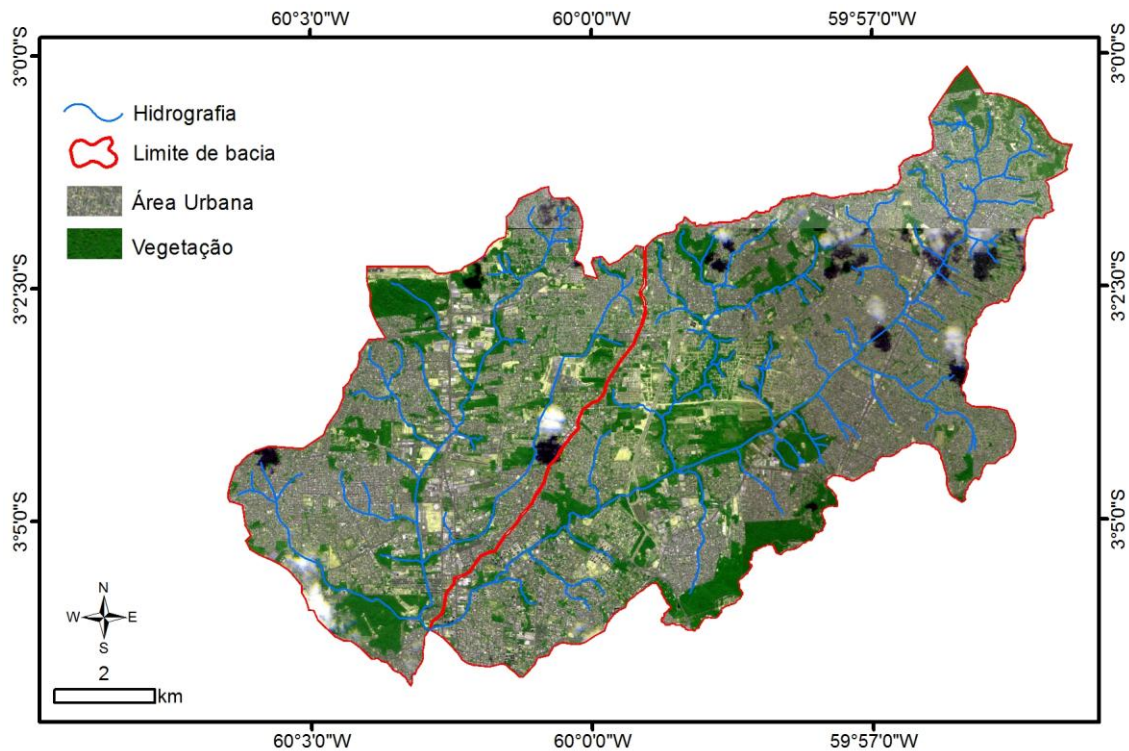 60°3'0"W 60°0'0"W 59°57'0"W
3°0'0"S 3°0'0"S
Hidrografia
Limite de bacia
Área Urbana
Vegetação
3°2'30"S 3°2'30"S
3°5'0"S 3°5'0"S
N
W E
S
2
km
60°3'0"W 60°0'0"W 59°57'0"W